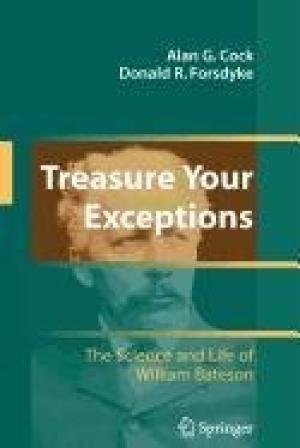 Alan G. Cock
Donald R. Forsdyke
Treasure Your
Exceptions
The Science and Life of
William Bateson
Springer